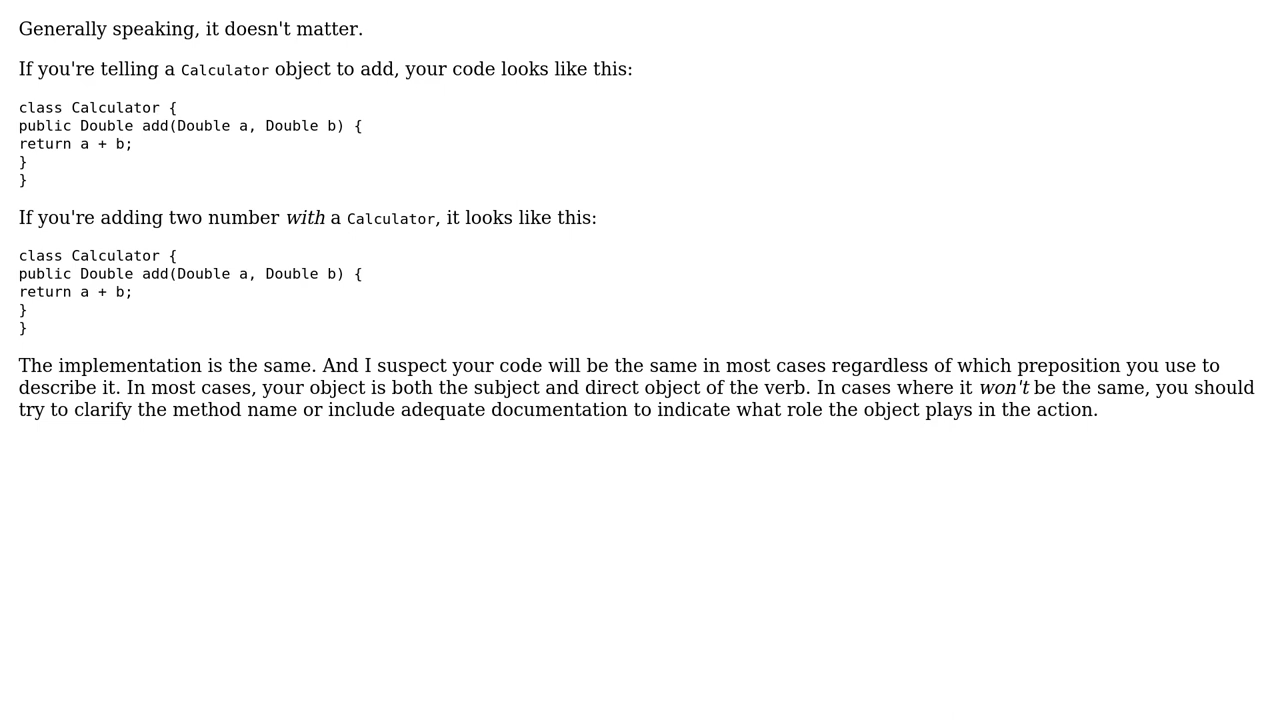 Generally speaking, it doesn't matter.
If you're telling a Calculator object to add, your code looks like this:
class Calculator {
public Double add(Double a, Double b) {
return a + b;
}
}
If you're adding two number with a Calculator, it looks like this:
class Calculator {
public Double add(Double a, Double b) {
return a + b;
}
}
The implementation is the same. And I suspect your code will be the same in most cases regardless of which preposition you use to
describe it. In most cases, your object is both the subject and direct object of the verb. In cases where it won't be the same, you should
try to clarify the method name or include adequate documentation to indicate what role the object plays in the action.